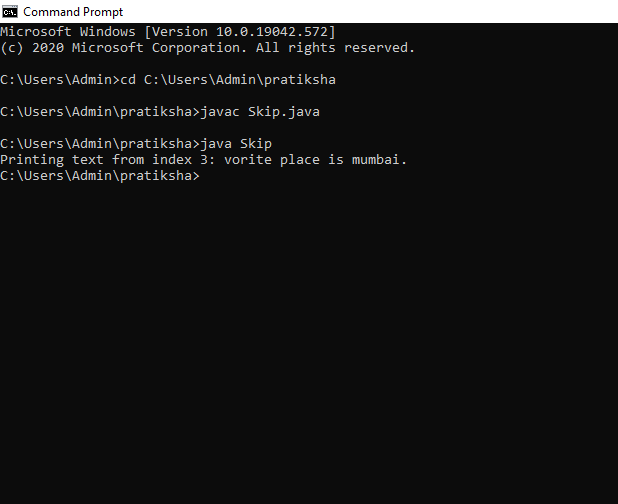 Command Prompt
Microsoft Windows [Version 10.0.19042.572]
(c) 2020 Microsoft Corporation. All rights reserved.
C:\Users\Admin>cd C:\Users\Admin\pratiksha
C:\Users\Admin\pratiksha>javac Skip.java
C:\Users\Admin\pratiksha>java Skip
Printing text from index 3: vorite place is mumbai.
C:\Users\Admin\pratiksha>